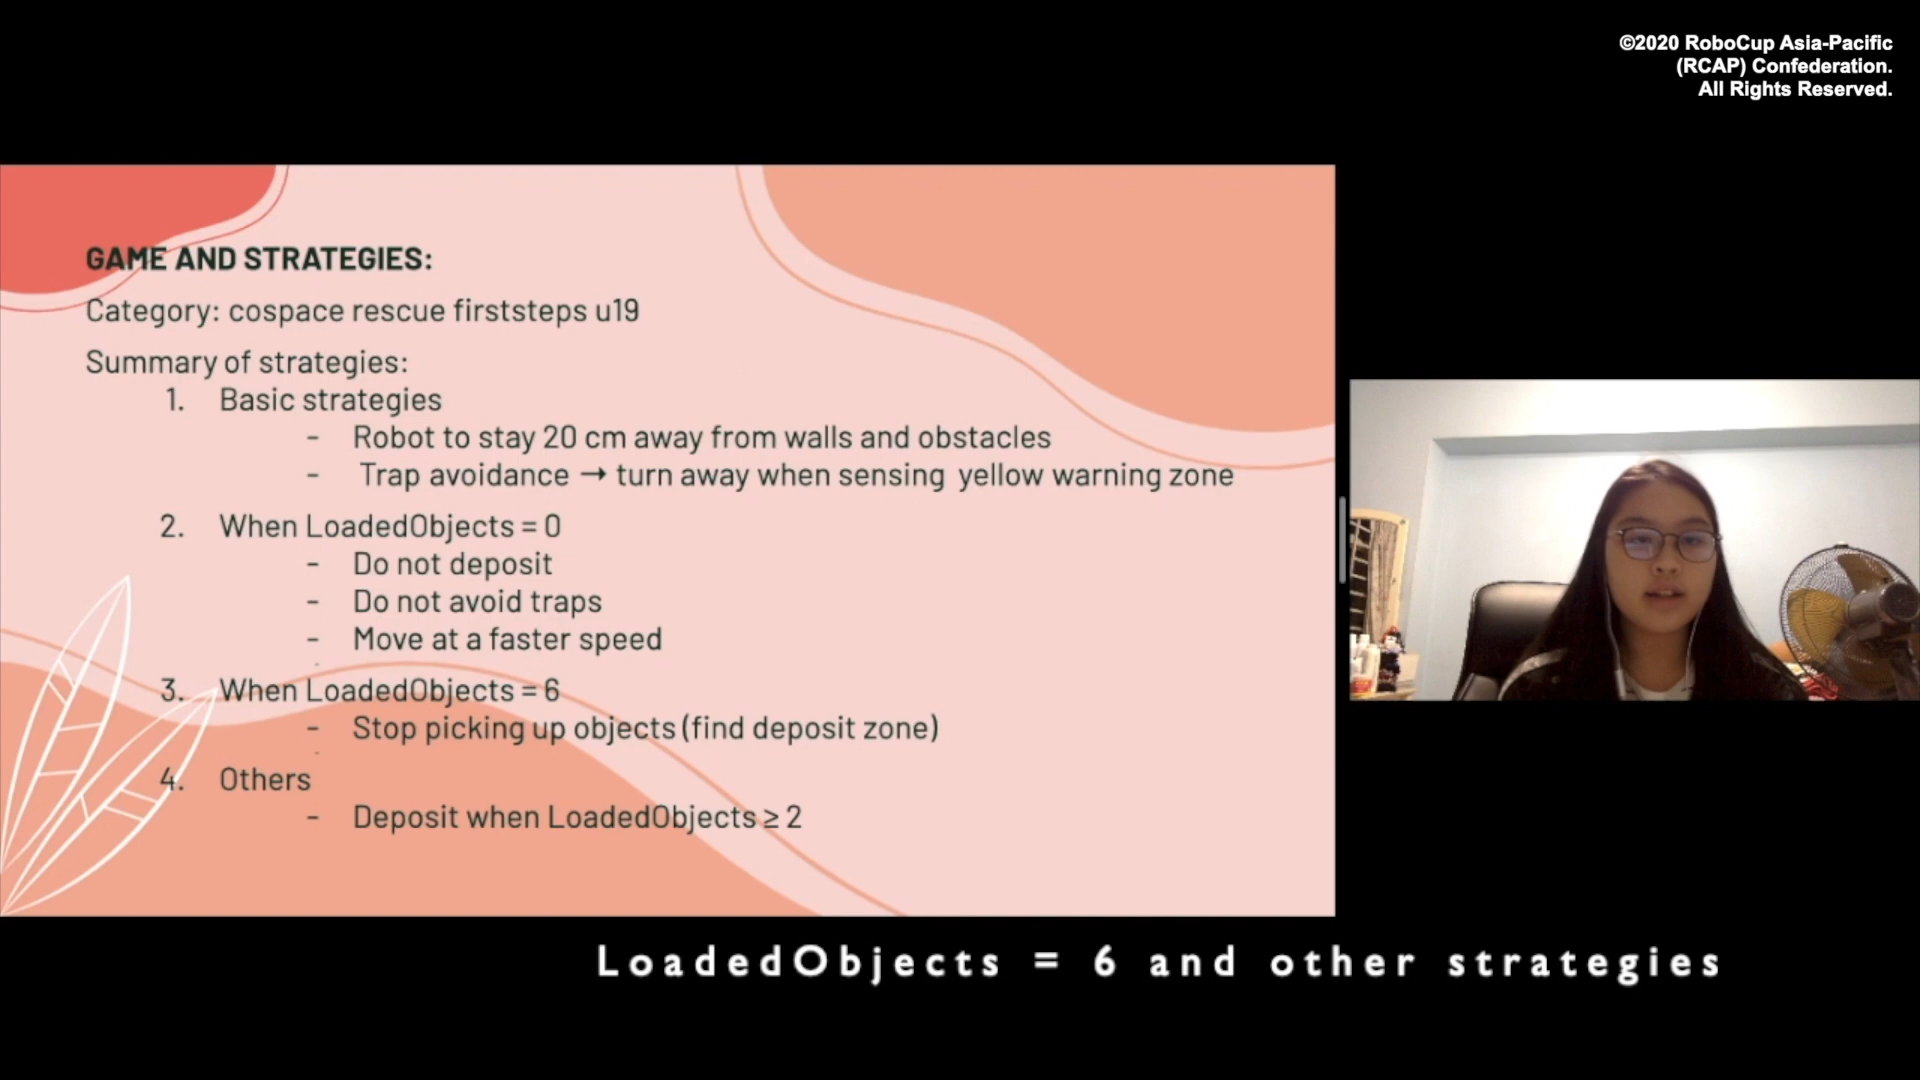 ©2020 RoboCup Asia-Pacific
(RCAP) Confederation.
All Rights Reserved.
GAME AND STRATEGIES:
Category: cospace rescue firststeps u19
Summary of strategies:
1. Basic strategies
- Robot to stay 20 cm away from walls and obstacles
- Trap avoidance → turn away when sensing yellow warning zone
2. When LoadedObjects = 0
- Do not deposit
- Do not avoid traps
- Move at a faster speed
3. When LoadedObjects = 6
- Stop picking up objects (find deposit zone)
4. Others
- Deposit when LoadedObjects ≥ 2
LoadedObjects = 6 and other strategies